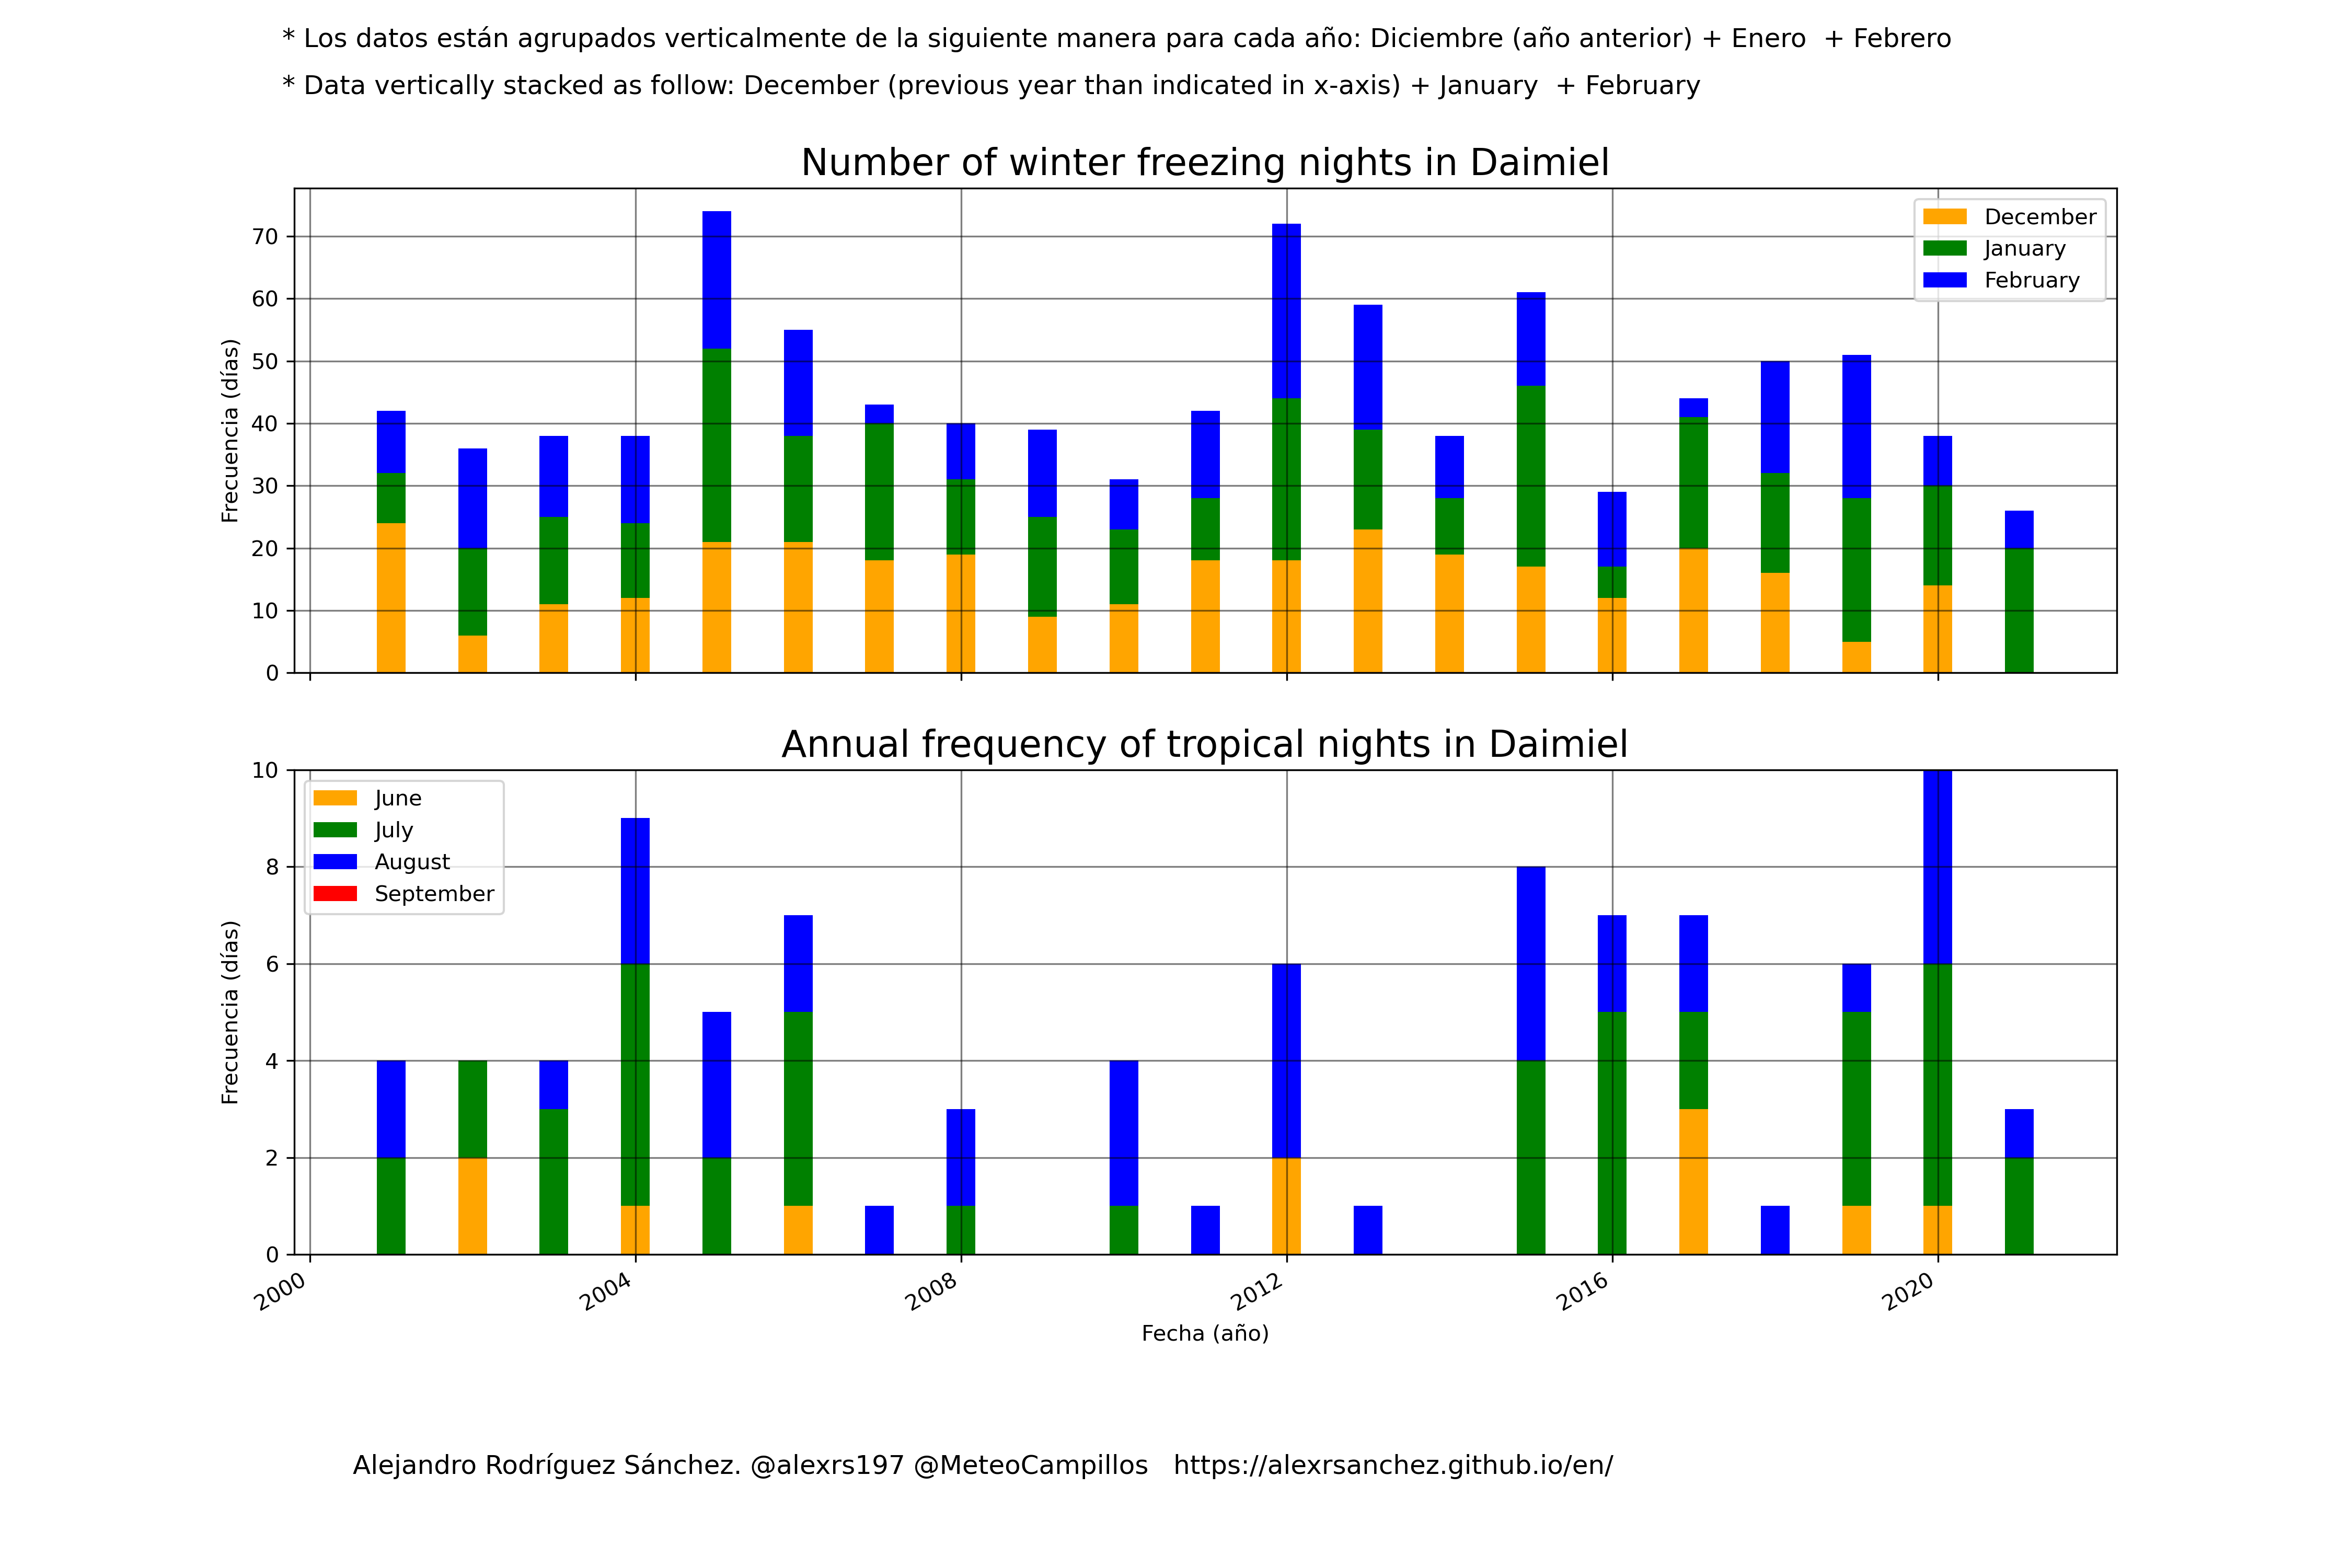 * Los datos están agrupados verticalmente de la siguiente manera para cada año: Diciembre (año anterior) + Enero  + Febrero
* Data vertically stacked as follow: December (previous year than indicated in x-axis) + January  + February
Number of winter freezing nights in Daimiel
Frecuencia (días)
70
60
50
40
30
20
10
0
December
January
February
Annual frequency of tropical nights in Daimiel
Frecuencia (días)
10
8
6
4
2
0
June
July
August
September
2000
2004
2008
2012
2016
2020
Fecha (año)
Alejandro Rodríguez Sánchez. @alexrs197 @MeteoCampillos   https://alexrsanchez.github.io/en/